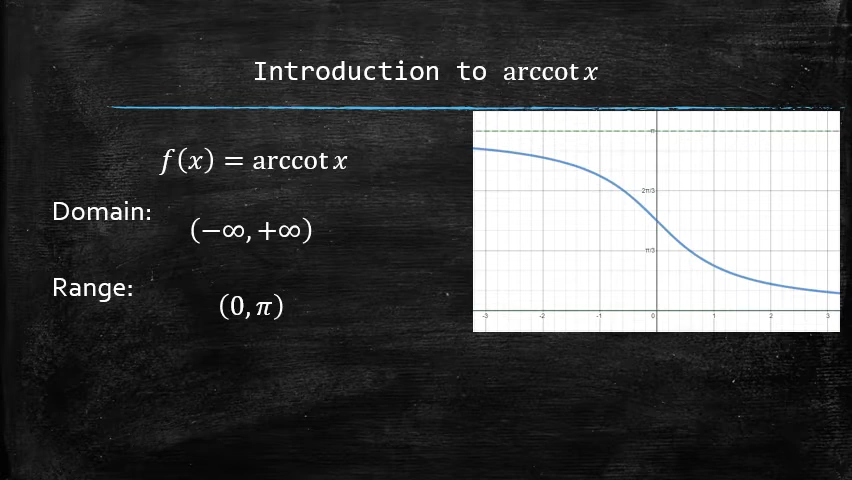 Introduction to arccot x
f(x) = arccot x
Domain:
(−∞, +∞)
Range:
(0, π)
π
2π/3
π/3
-3 -2 -1 0 1 2 3